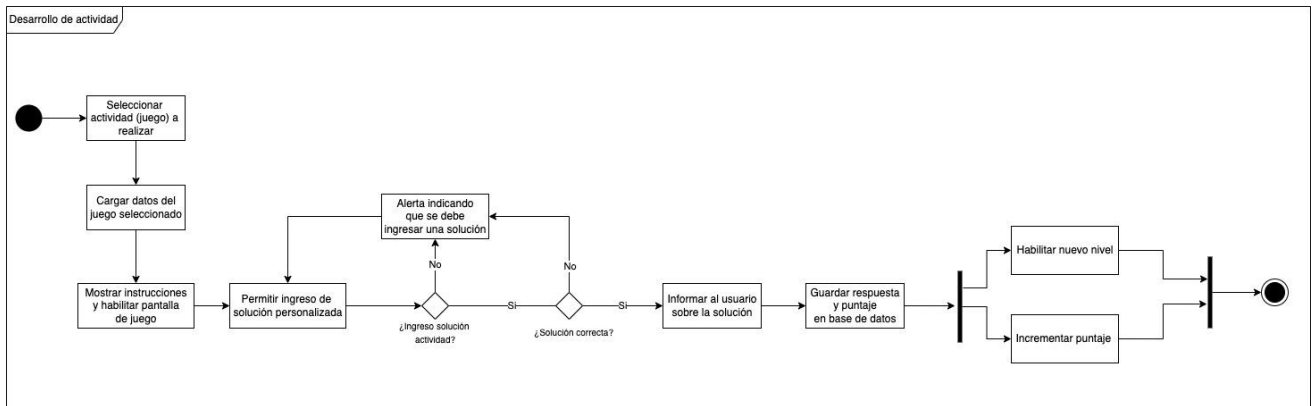 Desarrollo de actividad
Seleccionar
actividad (juego) a
realizar
Cargar datos del
juego seleccionado
Mostrar instrucciones
y habilitar pantalla
de juego
Permitir ingreso de
solución personalizada
Alerta indicando
que se debe
ingresar una solución
No
Si
¿Ingreso solución
actividad?
No
Si
¿Solución correcta?
Informar al usuario
sobre la solución
Guardar respuesta
y puntaje
en base de datos
Habilitar nuevo nivel
Incrementar puntaje